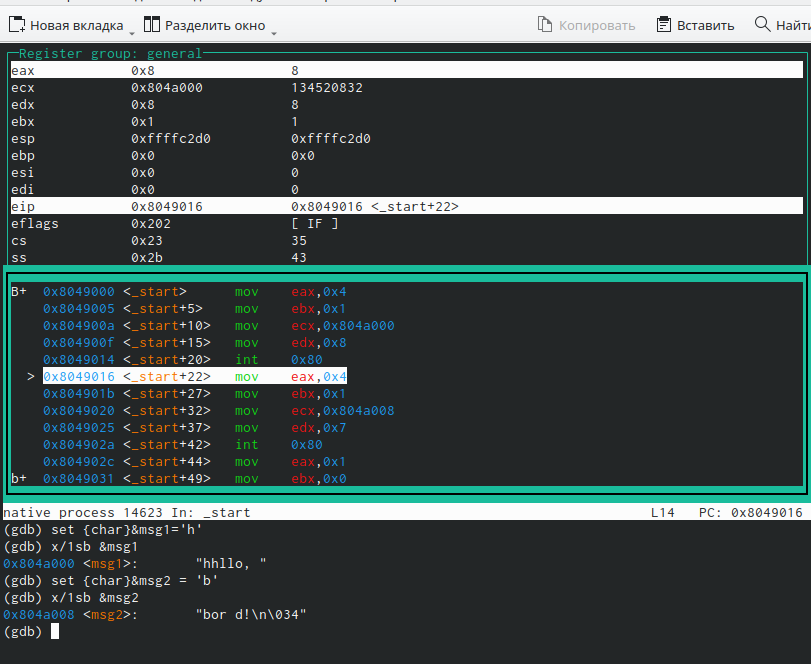 Новая вкладка Разделить окно Копировать Вставить Найти
Register group: general
eax 0x8 8
ecx 0x804a000 134520832
edx 0x8 8
ebx 0x1 1
esp 0xffffc2d0 0xffffc2d0
ebp 0x0 0x0
esi 0x0 0
edi 0x0 0
eip 0x8049016 0x8049016 <_start+22>
eflags 0x202 [ IF ]
cs 0x23 35
ss 0x2b 43
B+ 0x8049000 <_start> mov eax,0x4
0x8049005 <_start+5> mov ebx,0x1
0x804900a <_start+10> mov ecx,0x804a000
0x804900f <_start+15> mov edx,0x8
0x8049014 <_start+20> int 0x80
> 0x8049016 <_start+22> mov eax,0x4
0x804901b <_start+27> mov ebx,0x1
0x8049020 <_start+32> mov ecx,0x804a008
0x8049025 <_start+37> mov edx,0x7
0x804902a <_start+42> int 0x80
0x804902c <_start+44> mov eax,0x1
b+ 0x8049031 <_start+49> mov ebx,0x0
native process 14623 In: _start L14 PC: 0x8049016
(gdb) set {char}&msg1='h'
(gdb) x/1sb &msg1
0x804a000 <msg1>: "hhllo, "
(gdb) set {char}&msg2 = 'b'
(gdb) x/1sb &msg2
0x804a008 <msg2>: "bor d!\n\034"
(gdb)